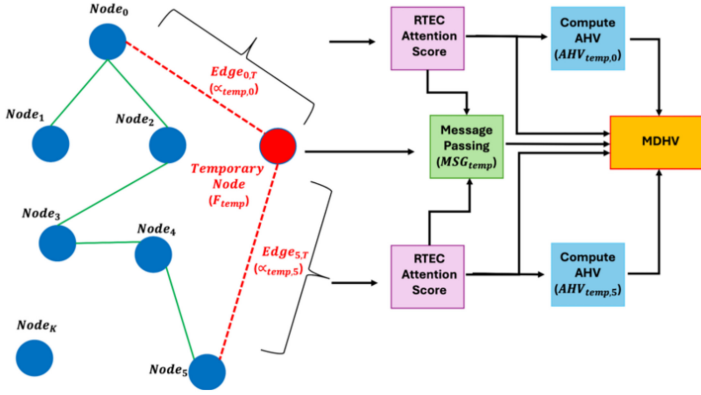 Node₀
Edge₀,T
(∝temp,0)
Node₁
Node₂
Temporary
Node
(Ftemp)
Node₃
Node₄
Edge₅,T
(∝temp,5)
Nodeᴋ
Node₅
RTEC
Attention
Score
Compute
AHV
(AHVtemp,0)
Message
Passing
(MSGtemp)
MDHV
RTEC
Attention
Score
Compute
AHV
(AHVtemp,5)